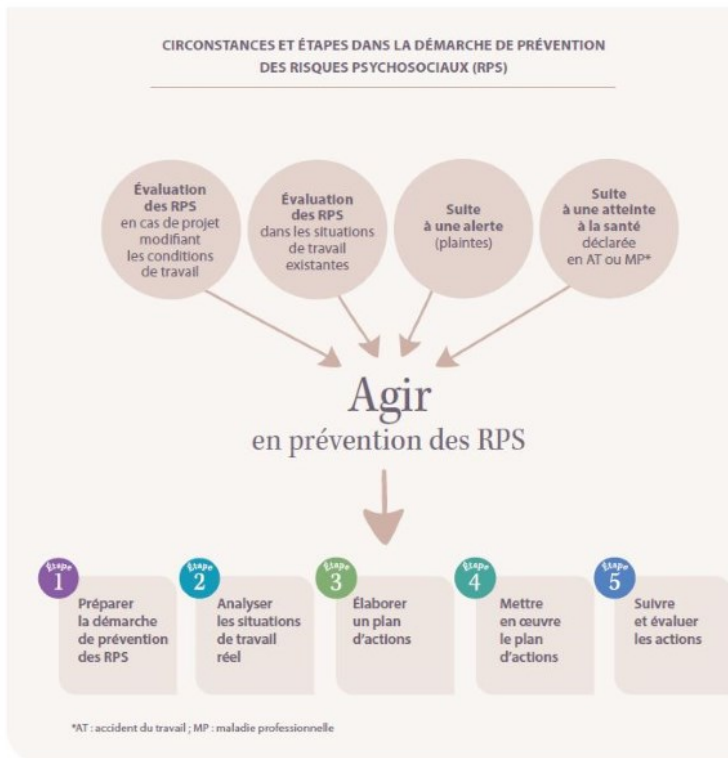 CIRCONSTANCES ET ÉTAPES DANS LA DÉMARCHE DE PRÉVENTION
DES RISQUES PSYCHOSOCIAUX (RPS)
Évaluation
des RPS
en cas de projet
modifiant
les conditions
de travail
Évaluation
des RPS
dans les situations
de travail
existantes
Suite
à une alerte
(plaintes)
Suite
à une atteinte
à la santé
déclarée
en AT ou MP*
Agir
en prévention des RPS
Étape
1
Préparer
la démarche
de prévention
des RPS
Étape
2
Analyser
les situations
de travail
réel
Étape
3
Élaborer
un plan
d'actions
Étape
4
Mettre
en œuvre
le plan
d'actions
Étape
5
Suivre
et évaluer
les actions
*AT : accident du travail ; MP : maladie professionnelle